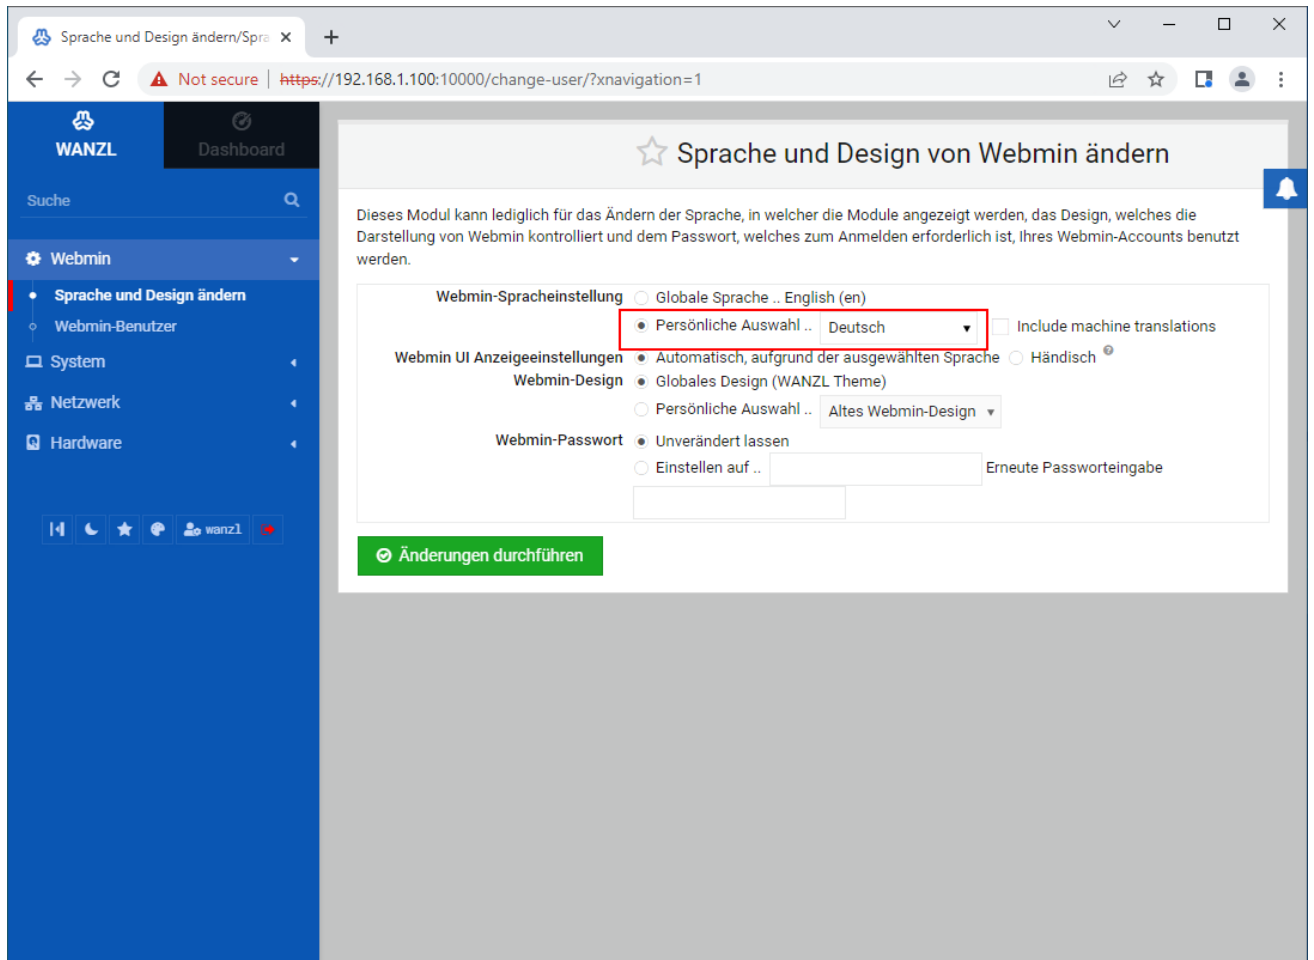 Sprache und Design ändern/Spra
Not secure | https://192.168.1.100:10000/change-user/?xnavigation=1
WANZL
Dashboard
Suche
Webmin
Sprache und Design ändern
Webmin-Benutzer
System
Netzwerk
Hardware
wanzl
Sprache und Design von Webmin ändern
Dieses Modul kann lediglich für das Ändern der Sprache, in welcher die Module angezeigt werden, das Design, welches die
Darstellung von Webmin kontrolliert und dem Passwort, welches zum Anmelden erforderlich ist, Ihres Webmin-Accounts benutzt
werden.
Webmin-Spracheinstellung Globale Sprache .. English (en)
Persönliche Auswahl .. Deutsch Include machine translations
Webmin UI Anzeigeeinstellungen Automatisch, aufgrund der ausgewählten Sprache Händisch
Webmin-Design Globales Design (WANZL Theme)
Persönliche Auswahl .. Altes Webmin-Design
Webmin-Passwort Unverändert lassen
Einstellen auf .. Erneute Passworteingabe
Änderungen durchführen